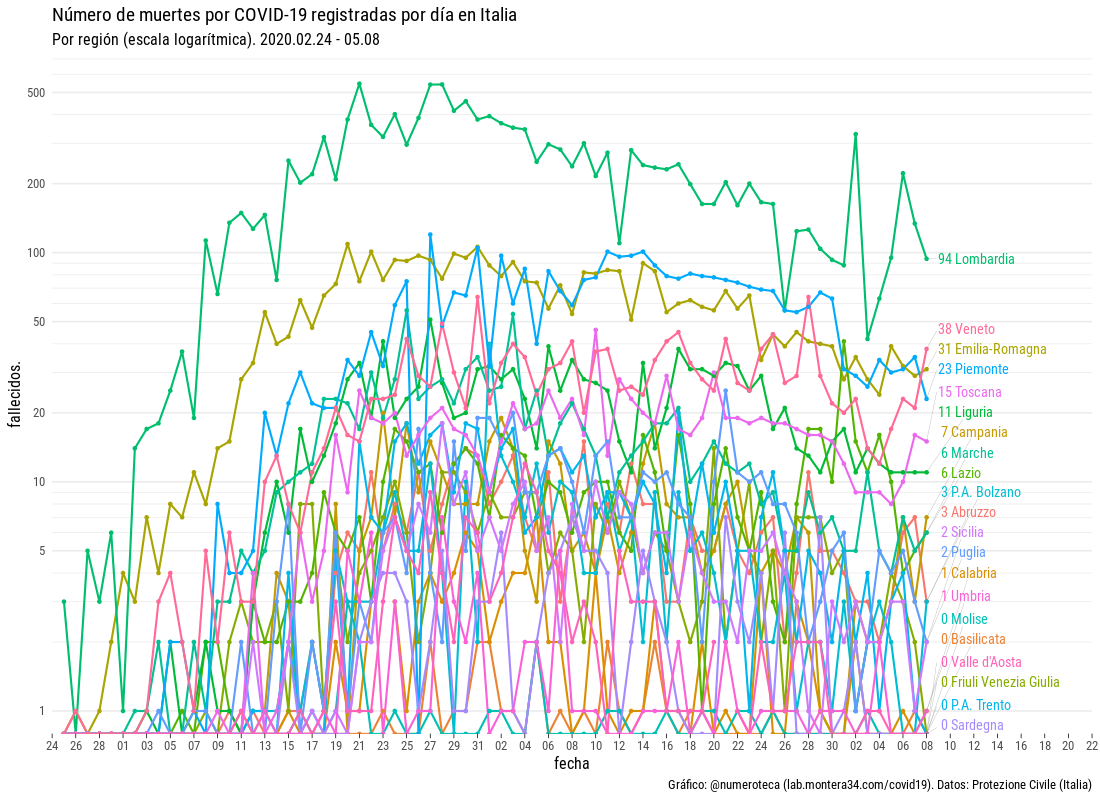 Número de muertes por COVID-19 registradas por día en Italia
Por región (escala logarítmica). 2020.02.24 - 05.08
500
200
100
50
20
10
5
1
fallecidos.
94 Lombardia
38 Veneto
31 Emilia-Romagna
23 Piemonte
15 Toscana
11 Liguria
7 Campania
6 Marche
6 Lazio
3 P.A. Bolzano
3 Abruzzo
2 Sicilia
2 Puglia
1 Calabria
1 Umbria
0 Molise
0 Basilicata
0 Valle d'Aosta
0 Friuli Venezia Giulia
0 P.A. Trento
0 Sardegna
24 26 28 01 03 05 07 09 11 13 15 17 19 21 23 25 27 29 31 02 04 06 08 10 12 14 16 18 20 22 24 26 28 30 02 04 06 08 10 12 14 16 18 20 22
fecha
Gráfico: @numeroteca (lab.montera34.com/covid19). Datos: Protezione Civile (Italia)